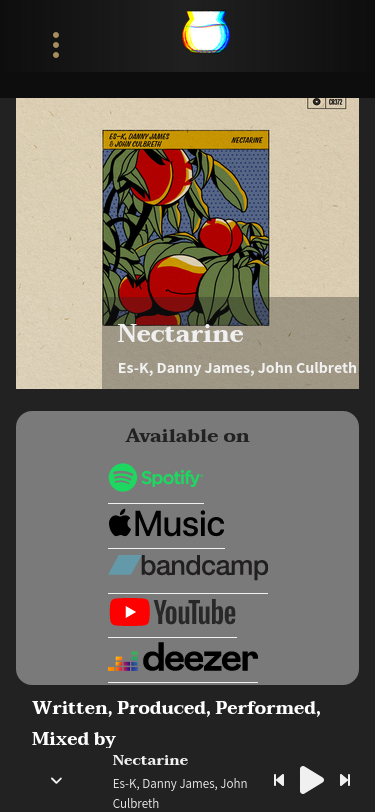 CR372
ES-K, DANNY JAMES
& JOHN CULBRETH
NECTARINE
Nectarine
Es-K, Danny James, John Culbreth
Available on
Spotify
Music
bandcamp
YouTube
deezer
Written, Produced, Performed,
Mixed by
Nectarine
Es-K, Danny James, John
Culbreth